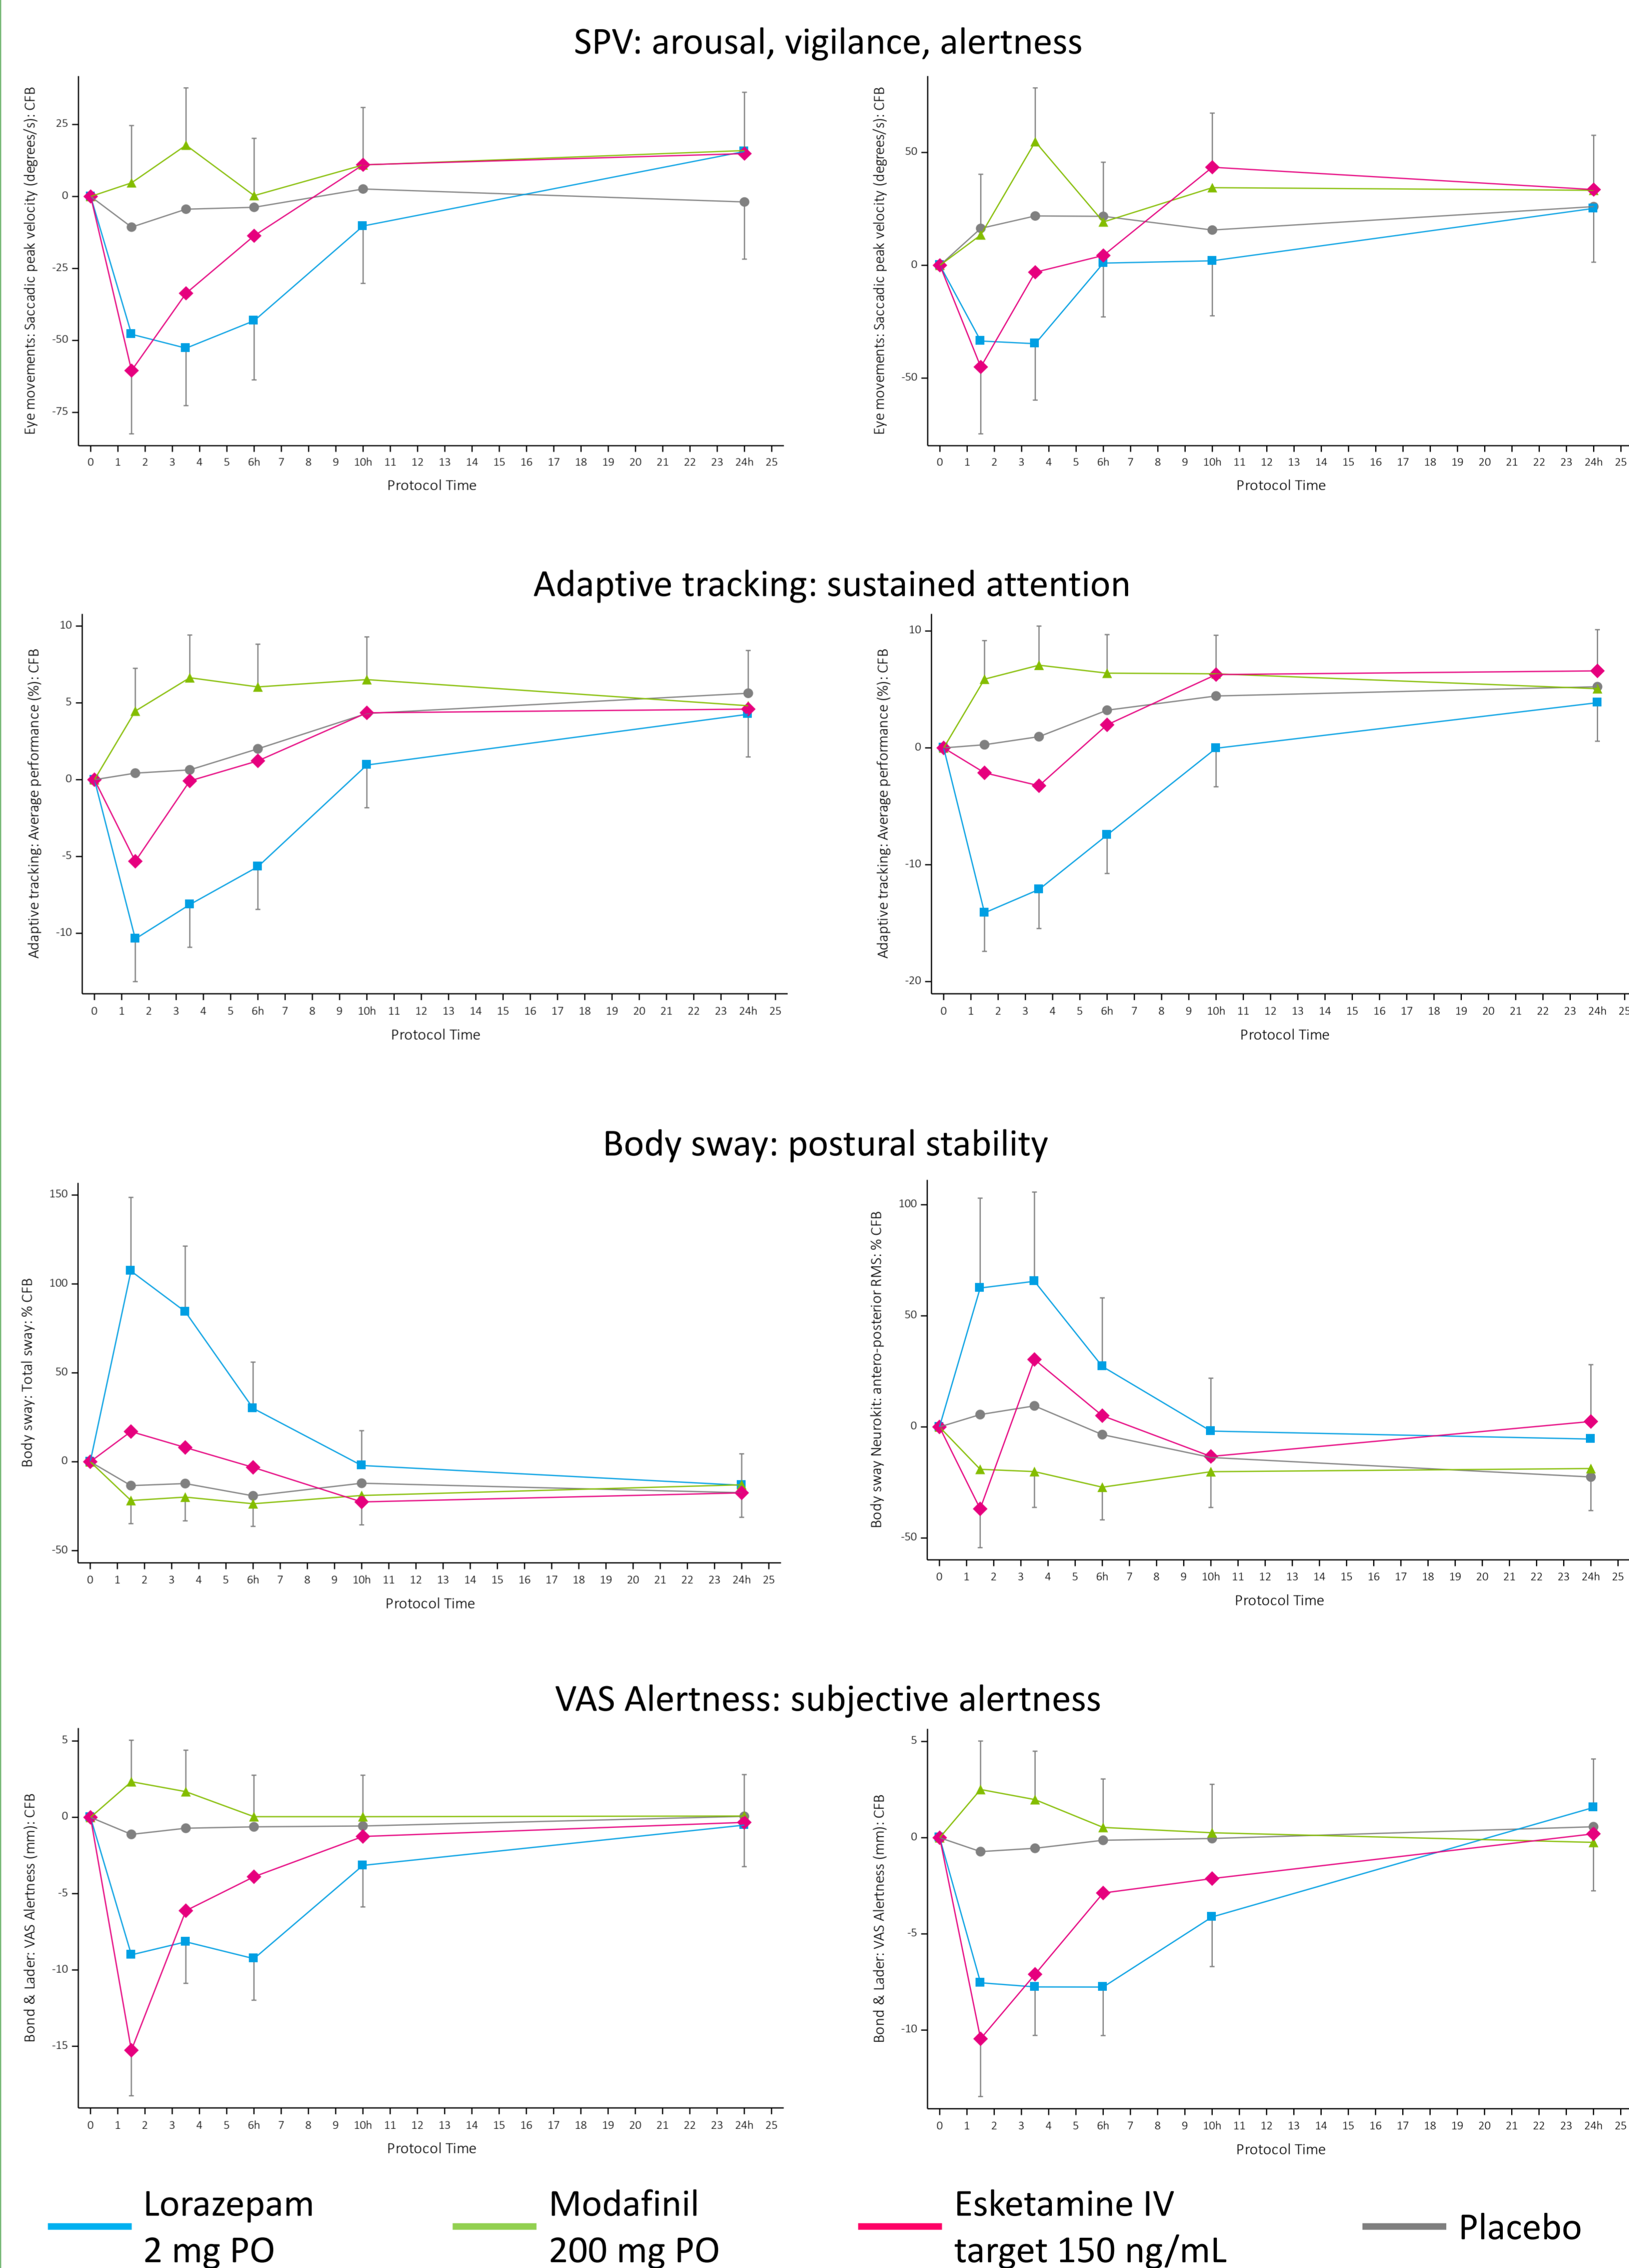 SPV: arousal, vigilance, alertness
Eye movements: Saccadic peak velocity (degrees/s): CFB
25
0
-25
-50
-75
0 1 2 3 4 5 6h 7 8 9 10h 11 12 13 14 15 16 17 18 19 20 21 22 23 24h 25
Protocol Time
Eye movements: Saccadic peak velocity (degrees/s): CFB
50
0
-50
0 1 2 3 4 5 6h 7 8 9 10h 11 12 13 14 15 16 17 18 19 20 21 22 23 24h 25
Protocol Time
Adaptive tracking: sustained attention
Adaptive tracking: Average performance (%): CFB
10
5
0
-5
-10
0 1 2 3 4 5 6h 7 8 9 10h 11 12 13 14 15 16 17 18 19 20 21 22 23 24h 25
Protocol Time
Adaptive tracking: Average performance (%): CFB
10
0
-10
-20
0 1 2 3 4 5 6h 7 8 9 10h 11 12 13 14 15 16 17 18 19 20 21 22 23 24h 25
Protocol Time
Body sway: postural stability
Body sway: Total sway: % CFB
150
100
50
0
-50
0 1 2 3 4 5 6h 7 8 9 10h 11 12 13 14 15 16 17 18 19 20 21 22 23 24h 25
Protocol Time
Body sway Neurokit: antero-posterior RMS: % CFB
100
50
0
-50
0 1 2 3 4 5 6h 7 8 9 10h 11 12 13 14 15 16 17 18 19 20 21 22 23 24h 25
Protocol Time
VAS Alertness: subjective alertness
Bond & Lader: VAS Alertness (mm): CFB
5
0
-5
-10
-15
0 1 2 3 4 5 6h 7 8 9 10h 11 12 13 14 15 16 17 18 19 20 21 22 23 24h 25
Protocol Time
Bond & Lader: VAS Alertness (mm): CFB
5
0
-5
-10
0 1 2 3 4 5 6h 7 8 9 10h 11 12 13 14 15 16 17 18 19 20 21 22 23 24h 25
Protocol Time
Lorazepam
2 mg PO
Modafinil
200 mg PO
Esketamine IV
target 150 ng/mL
Placebo